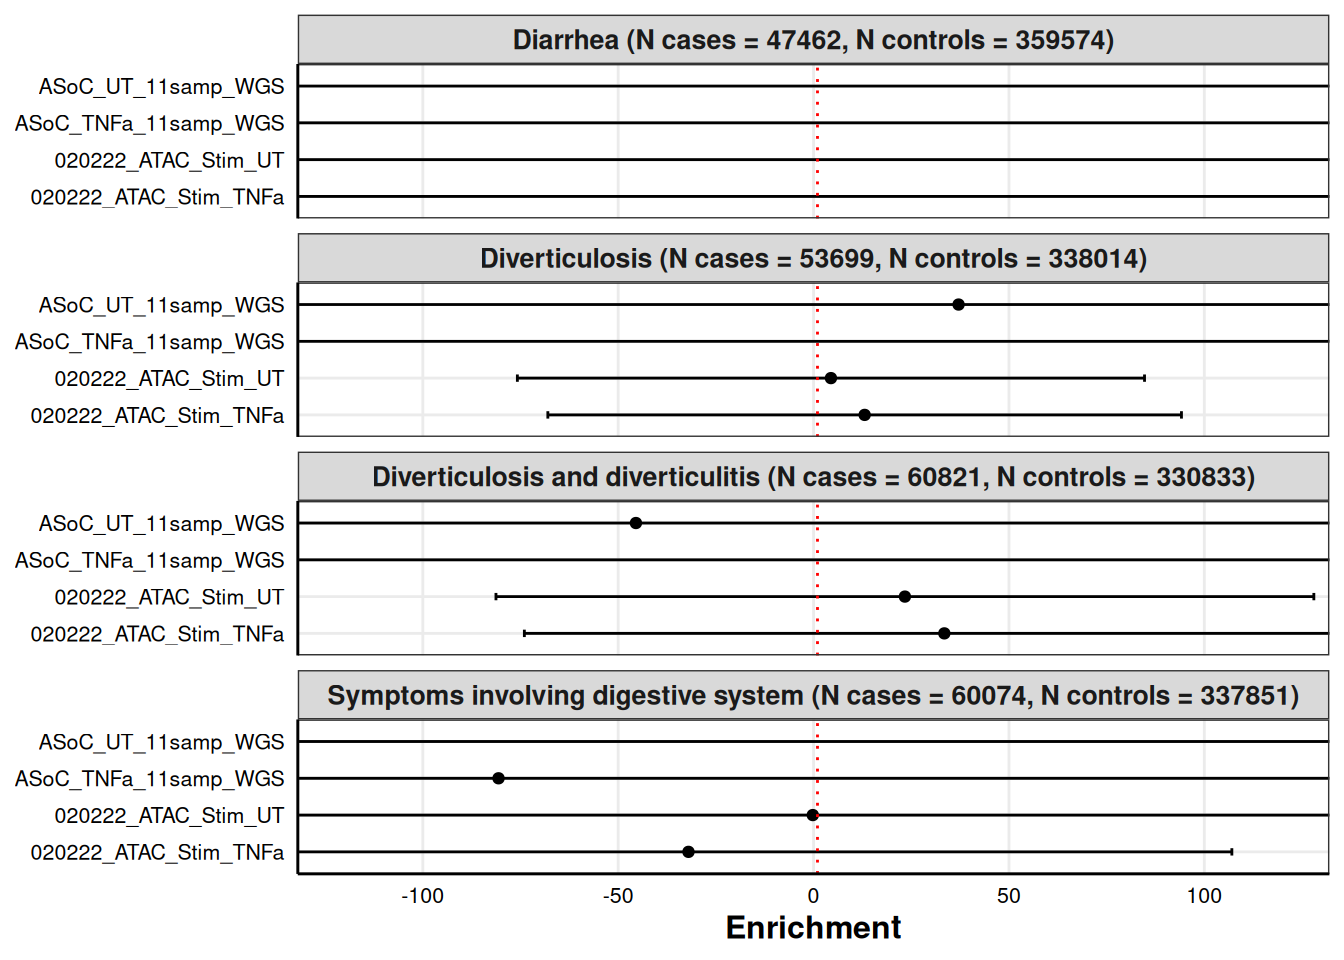 Diarrhea (N cases = 47462, N controls = 359574)
ASoC_UT_11samp_WGS
ASoC_TNFa_11samp_WGS
020222_ATAC_Stim_UT
020222_ATAC_Stim_TNFa
Diverticulosis (N cases = 53699, N controls = 338014)
ASoC_UT_11samp_WGS
ASoC_TNFa_11samp_WGS
020222_ATAC_Stim_UT
020222_ATAC_Stim_TNFa
Diverticulosis and diverticulitis (N cases = 60821, N controls = 330833)
ASoC_UT_11samp_WGS
ASoC_TNFa_11samp_WGS
020222_ATAC_Stim_UT
020222_ATAC_Stim_TNFa
Symptoms involving digestive system (N cases = 60074, N controls = 337851)
ASoC_UT_11samp_WGS
ASoC_TNFa_11samp_WGS
020222_ATAC_Stim_UT
020222_ATAC_Stim_TNFa
-100 -50 0 50 100
Enrichment